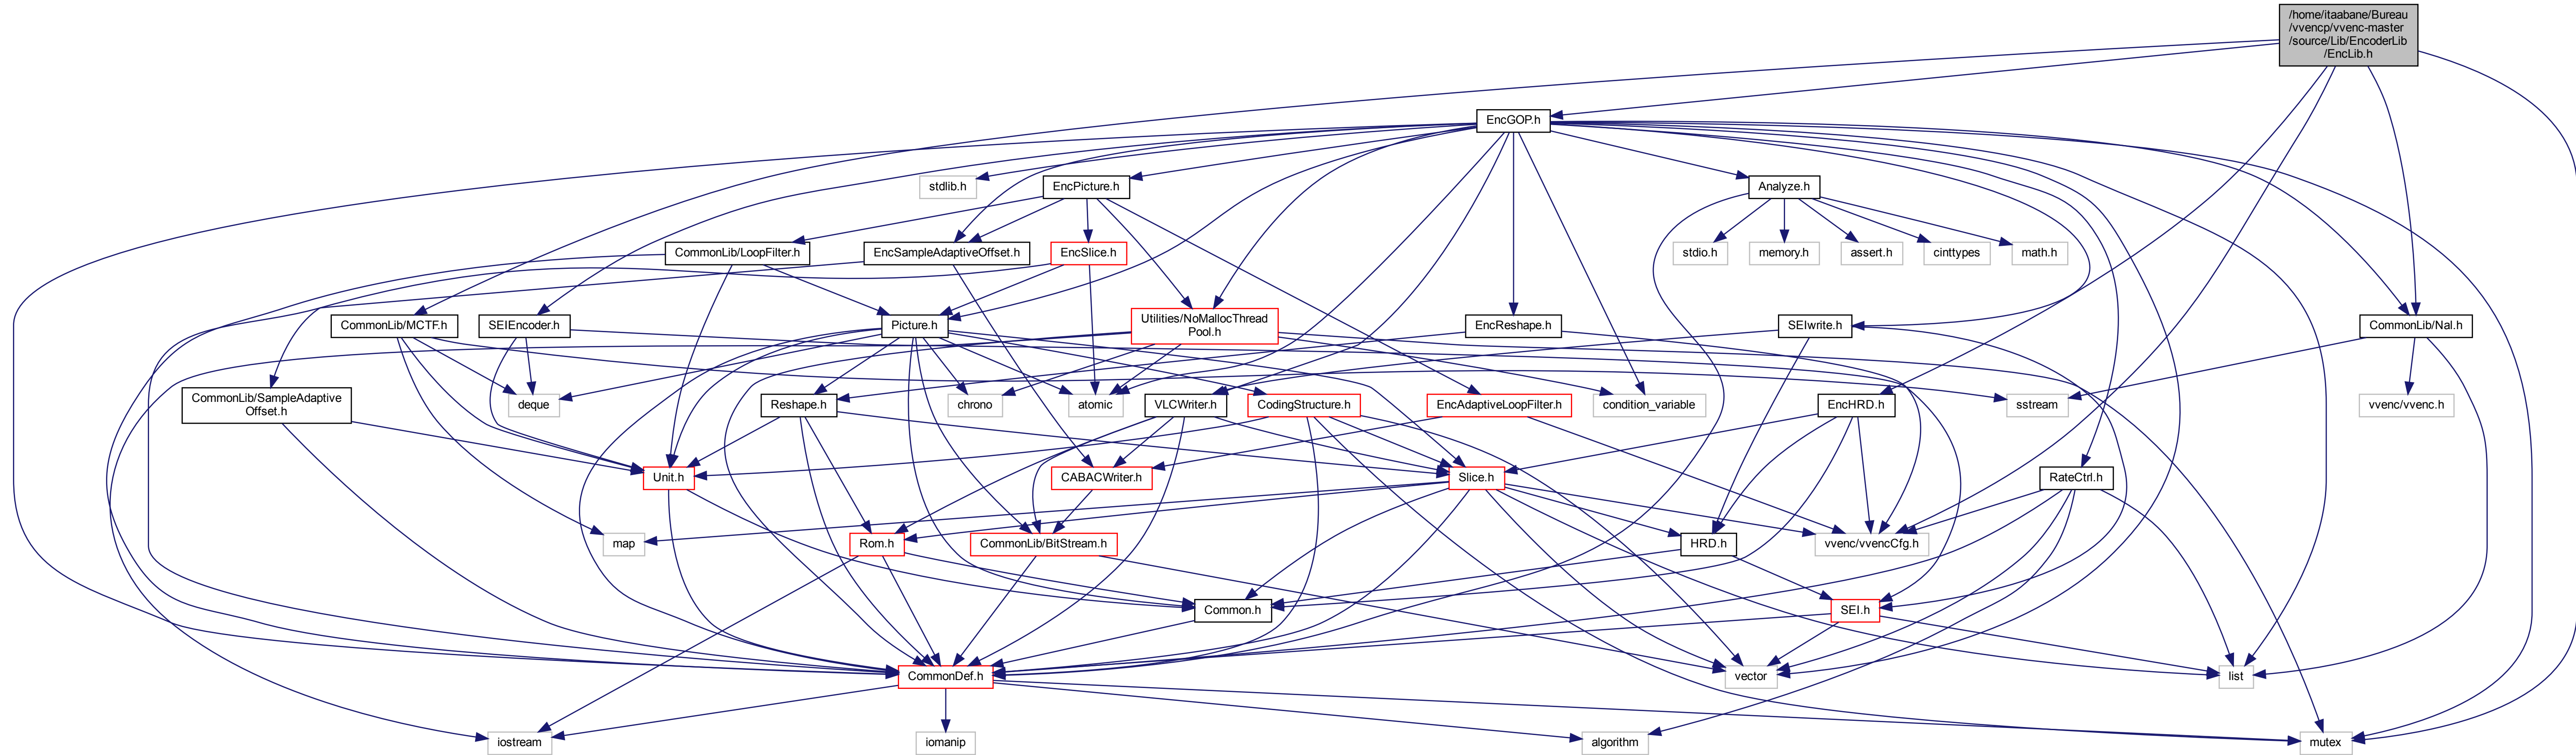 /home/itaabane/Bureau
/vvencp/vvenc-master
/source/Lib/EncoderLib
/EncLib.h
EncGOP.h
stdlib.h
EncPicture.h
Analyze.h
CommonLib/LoopFilter.h
EncSampleAdaptiveOffset.h
EncSlice.h
stdio.h
memory.h
assert.h
cinttypes
math.h
CommonLib/MCTF.h
SEIEncoder.h
Picture.h
Utilities/NoMallocThread
Pool.h
EncReshape.h
SEIwrite.h
CommonLib/Nal.h
CommonLib/SampleAdaptive
Offset.h
deque
Reshape.h
chrono
atomic
VLCWriter.h
CodingStructure.h
EncAdaptiveLoopFilter.h
condition_variable
EncHRD.h
sstream
vvenc/vvenc.h
Unit.h
CABACWriter.h
Slice.h
RateCtrl.h
map
Rom.h
CommonLib/BitStream.h
HRD.h
vvenc/vvencCfg.h
Common.h
SEI.h
CommonDef.h
vector
list
iostream
iomanip
algorithm
mutex